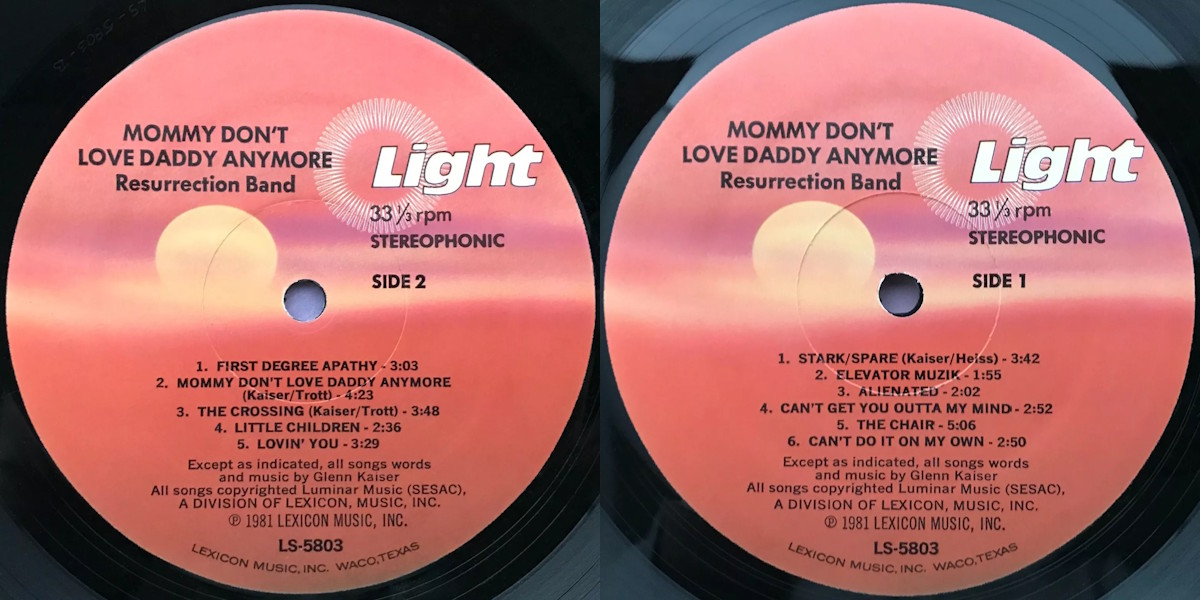 MOMMY DON'T
LOVE DADDY ANYMORE
Resurrection Band
Light
33 1/3 rpm
STEREOPHONIC
SIDE 2
1. FIRST DEGREE APATHY - 3:03
2. MOMMY DON'T LOVE DADDY ANYMORE
(Kaiser/Trott) - 4:23
3. THE CROSSING (Kaiser/Trott) - 3:48
4. LITTLE CHILDREN - 2:36
5. LOVIN' YOU - 3:29
Except as indicated, all songs words
and music by Glenn Kaiser
All songs copyrighted Luminar Music (SESAC),
A DIVISION OF LEXICON, MUSIC, INC.
℗ 1981 LEXICON MUSIC, INC.
LS-5803
LEXICON MUSIC, INC. WACO, TEXAS
MOMMY DON'T
LOVE DADDY ANYMORE
Resurrection Band
Light
33 1/3 rpm
STEREOPHONIC
SIDE 1
1. STARK/SPARE (Kaiser/Heiss) - 3:42
2. ELEVATOR MUZIK - 1:55
3. ALIENATED - 2:02
4. CAN'T GET YOU OUTTA MY MIND - 2:52
5. THE CHAIR - 5:06
6. CAN'T DO IT ON MY OWN - 2:50
Except as indicated, all songs words
and music by Glenn Kaiser
All songs copyrighted Luminar Music (SESAC),
A DIVISION OF LEXICON, MUSIC, INC.
℗ 1981 LEXICON MUSIC, INC.
LS-5803
LEXICON MUSIC, INC. WACO, TEXAS